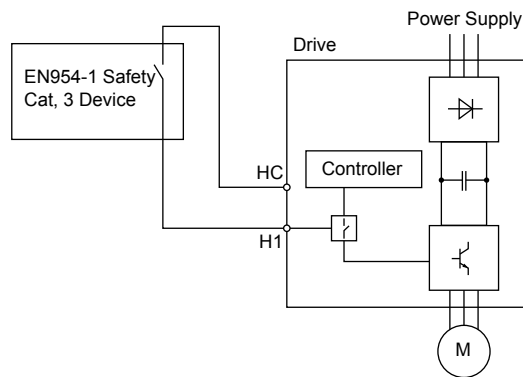 Power Supply
Drive
EN954-1 Safety
Cat, 3 Device
HC
Controller
H1
M